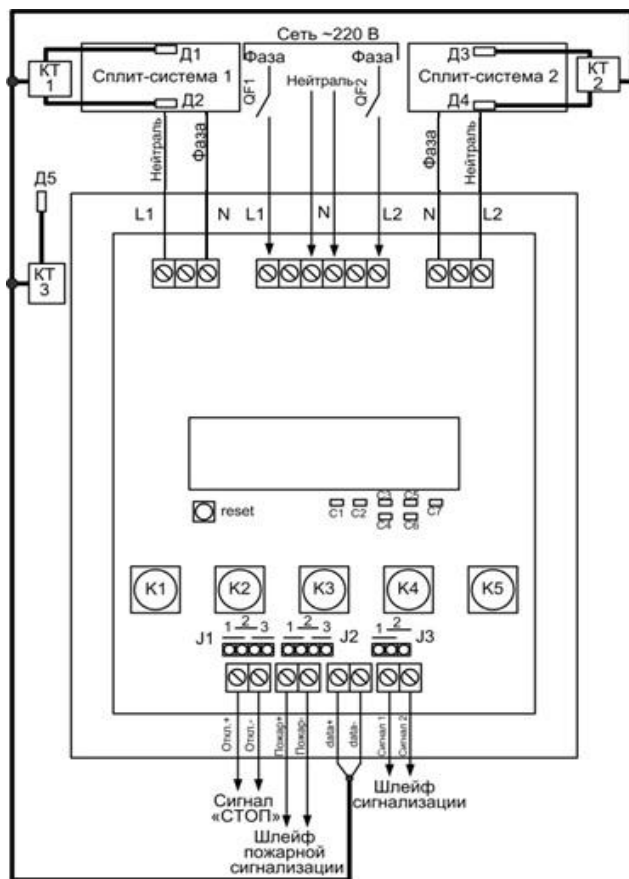 Сеть ~220 В
КТ
1
Д1
Сплит-система 1
Д2
Фаза
Фаза
QF1
Нейтраль
QF2
Д3
Сплит-система 2
Д4
КТ
2
Нейтраль
Фаза
Фаза
Нейтраль
Д5
КТ
3
L1
N
L1
N
L2
N
L2
reset
C1
C2
C3
C4
C5
C6
C7
K1
K2
K3
K4
K5
J1
1
2
3
1
2
3
J2
1
2
J3
Откл.+
Откл.-
Пожар+
Пожар-
data+
data-
Сигнал 1
Сигнал 2
Сигнал
«СТОП»
Шлейф
пожарной
сигнализации
Шлейф
сигнализации